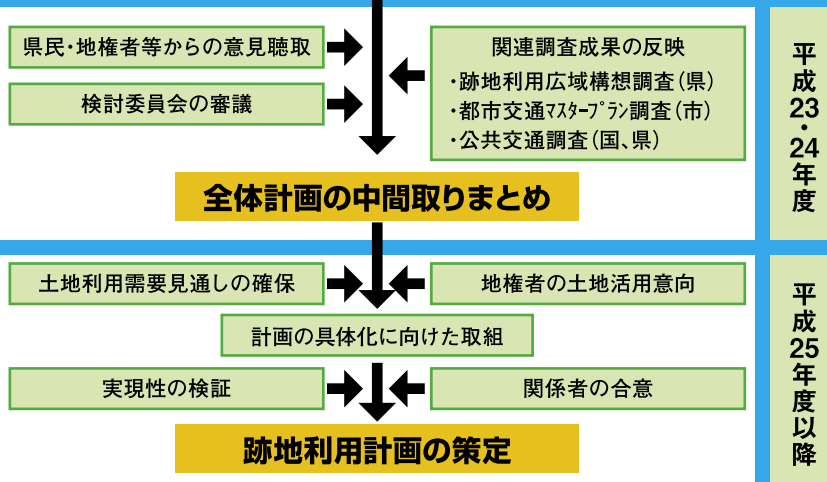 県民・地権者等からの意見聴取
検討委員会の審議
関連調査成果の反映
・跡地利用広域構想調査(県)
・都市交通ﾏｽﾀｰﾌﾟﾗﾝ調査(市)
・公共交通調査(国、県)
全体計画の中間取りまとめ
平成23・24年度
土地利用需要見通しの確保
地権者の土地活用意向
計画の具体化に向けた取組
実現性の検証
関係者の合意
跡地利用計画の策定
平成25年度以降